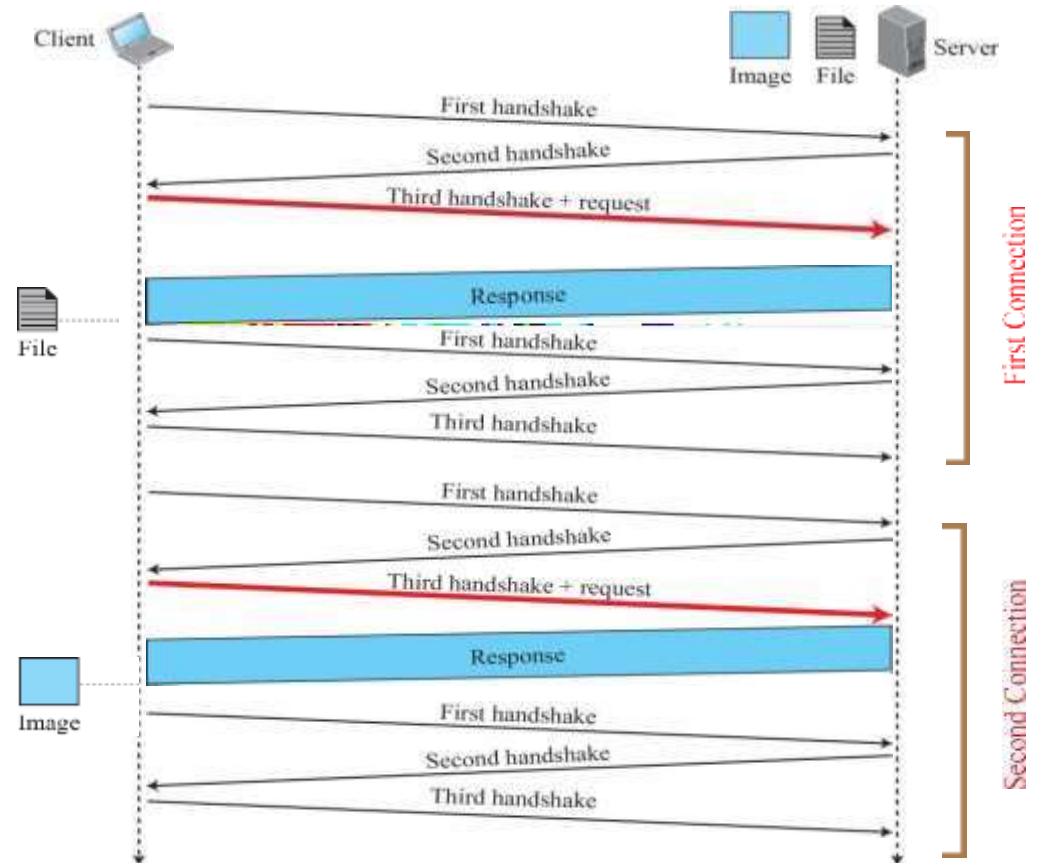 Client
Image
File
Server
First handshake
Second handshake
Third handshake + request
Response
File
First handshake
Second handshake
Third handshake
First Connection
First handshake
Second handshake
Third handshake + request
Response
Image
First handshake
Second handshake
Third handshake
Second Connection